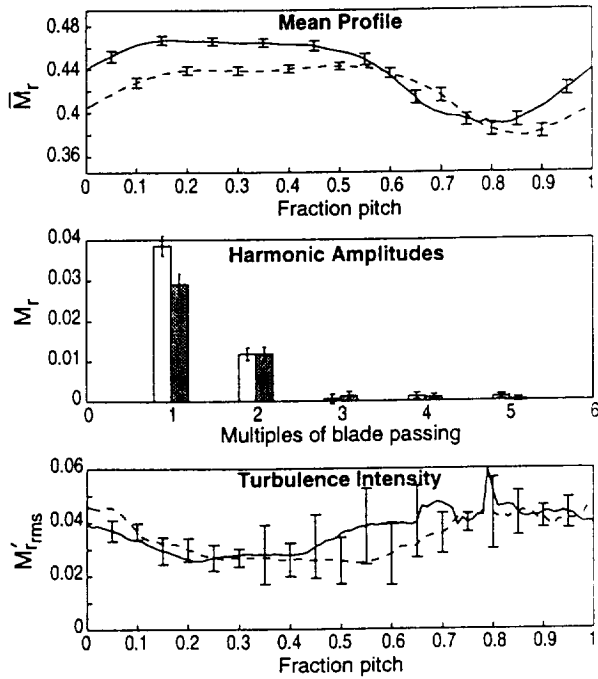 Mean Profile
0.48
0.44
0.4
0.36
M̅r
0 0.1 0.2 0.3 0.4 0.5 0.6 0.7 0.8 0.9 1
Fraction pitch
Harmonic Amplitudes
0.04
0.03
0.02
0.01
0
Mr
0 1 2 3 4 5 6
Multiples of blade passing
Turbulence Intensity
0.06
0.04
0.02
0
M'rrms
0 0.1 0.2 0.3 0.4 0.5 0.6 0.7 0.8 0.9 1
Fraction pitch